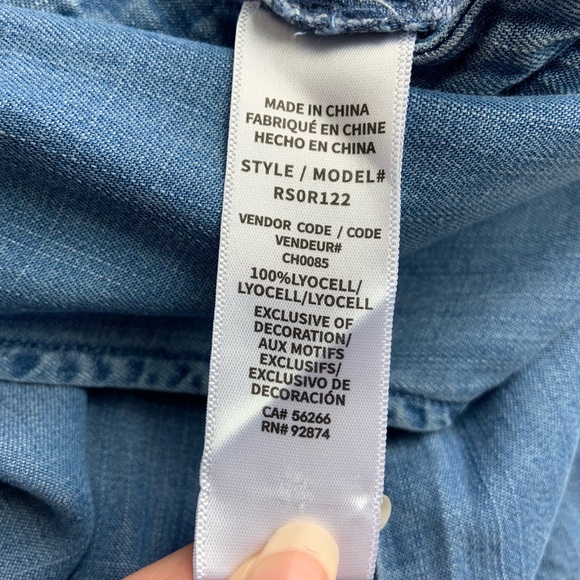 MADE IN CHINA
FABRIQUÉ EN CHINE
HECHO EN CHINA
STYLE / MODEL#
RS0R122
VENDOR CODE / CODE
VENDEUR#
CH0085
100%LYOCELL/
LYOCELL/LYOCELL
EXCLUSIVE OF
DECORATION/
AUX MOTIFS
EXCLUSIFS/
EXCLUSIVO DE
DECORACIÓN
CA# 56266
RN# 92874